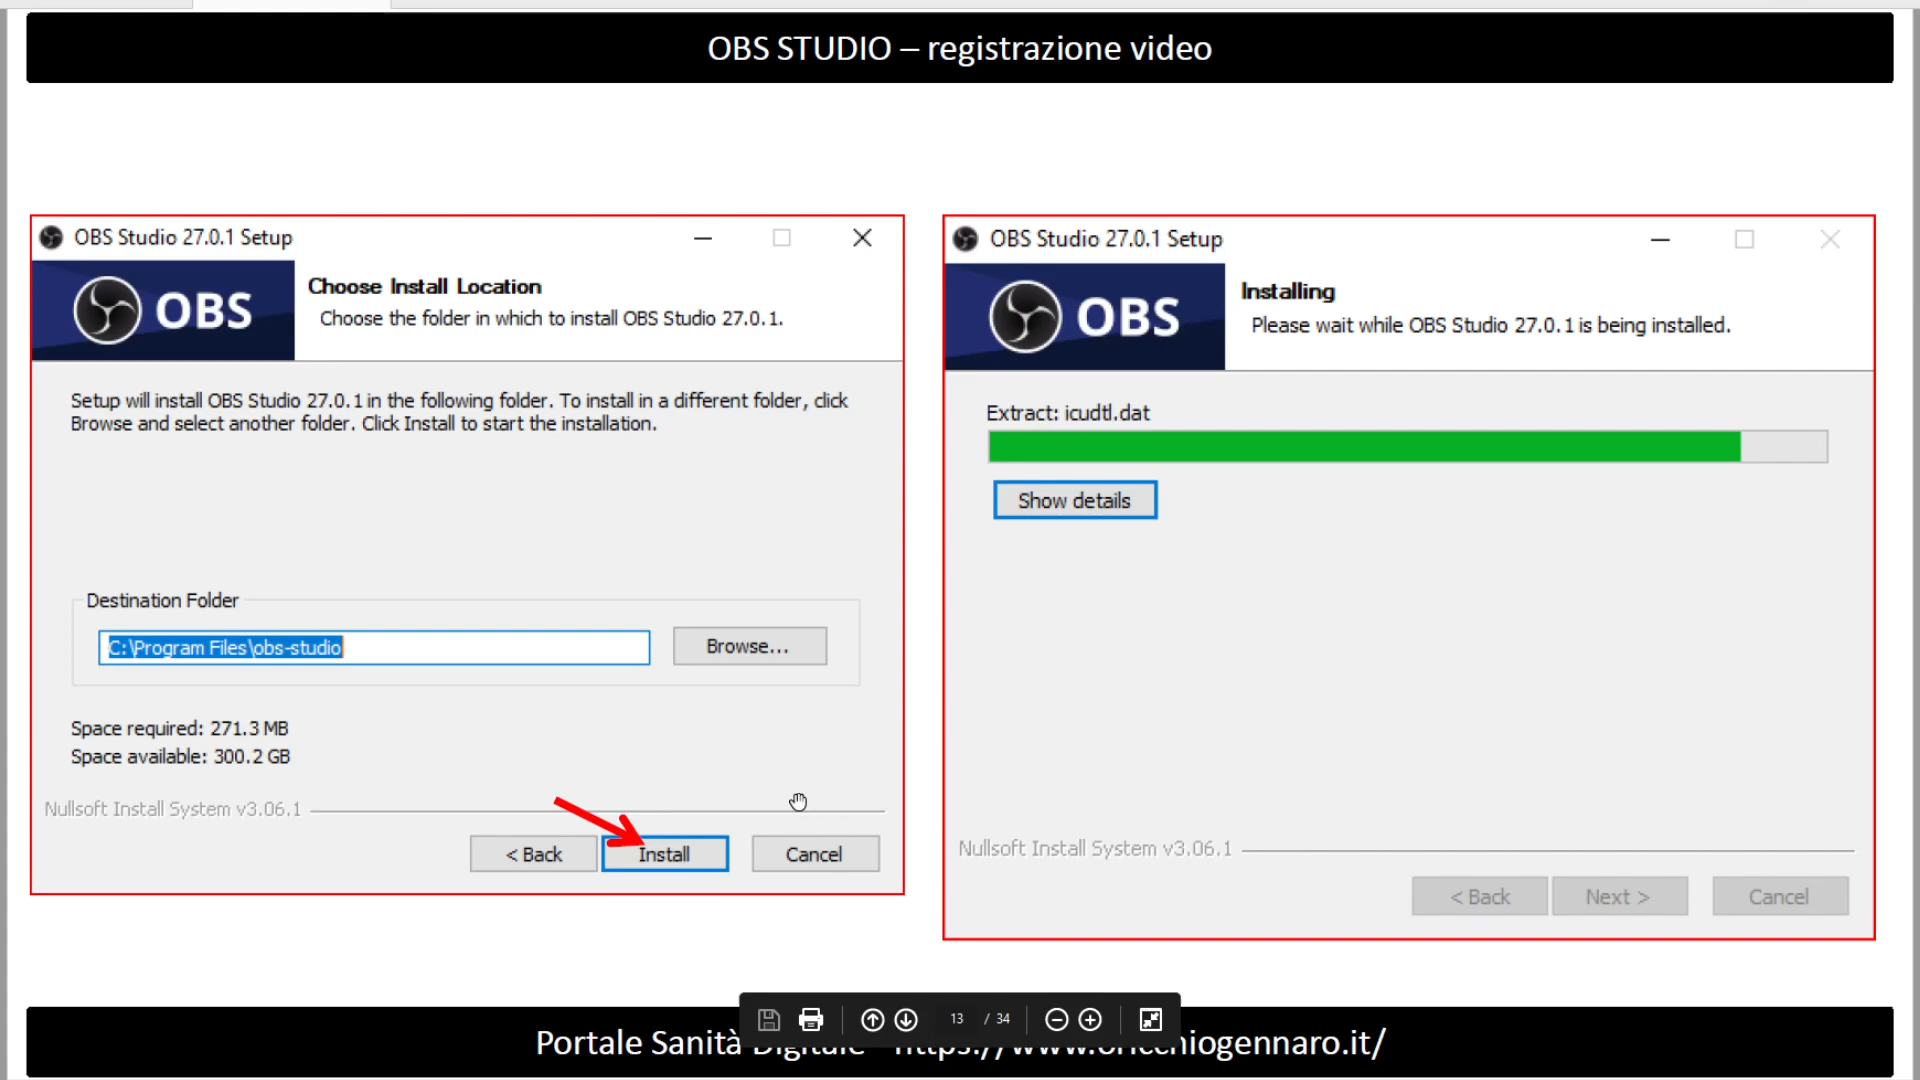 OBS STUDIO – registrazione video
OBS Studio 27.0.1 Setup
OBS
Choose Install Location
Choose the folder in which to install OBS Studio 27.0.1.
Setup will install OBS Studio 27.0.1 in the following folder. To install in a different folder, click
Browse and select another folder. Click Install to start the installation.
Destination Folder
C:\Program Files\obs-studio
Browse...
Space required: 271.3 MB
Space available: 300.2 GB
Nullsoft Install System v3.06.1
< Back
Install
Cancel
OBS Studio 27.0.1 Setup
OBS
Installing
Please wait while OBS Studio 27.0.1 is being installed.
Extract: icudtl.dat
Show details
Nullsoft Install System v3.06.1
< Back
Next >
Cancel
13 / 34
Portale Sanità Digitale - https://www.oricchiogennaro.it/